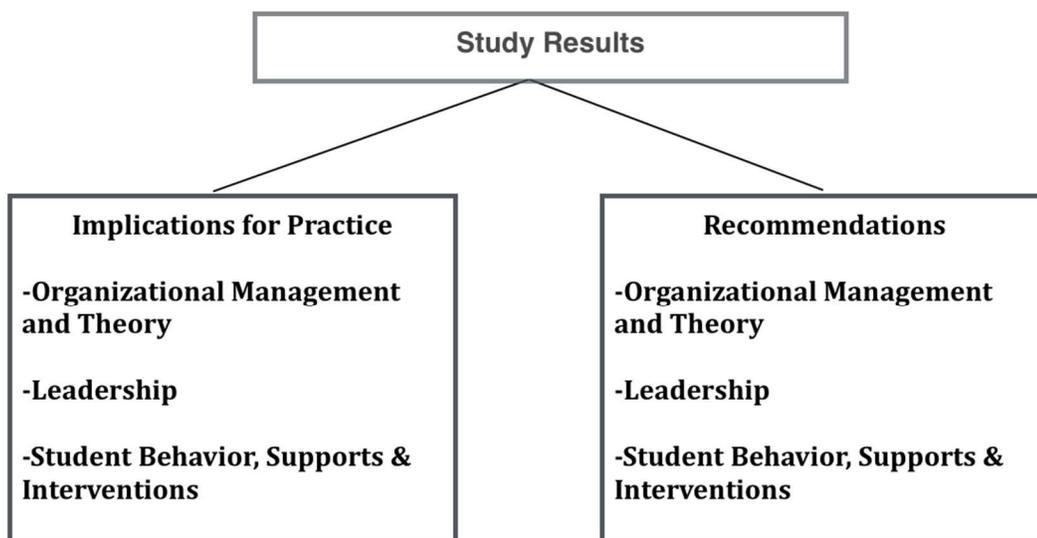 Study Results
Implications for Practice
-Organizational Management
and Theory
-Leadership
-Student Behavior, Supports &
Interventions
Recommendations
-Organizational Management
and Theory
-Leadership
-Student Behavior, Supports &
Interventions